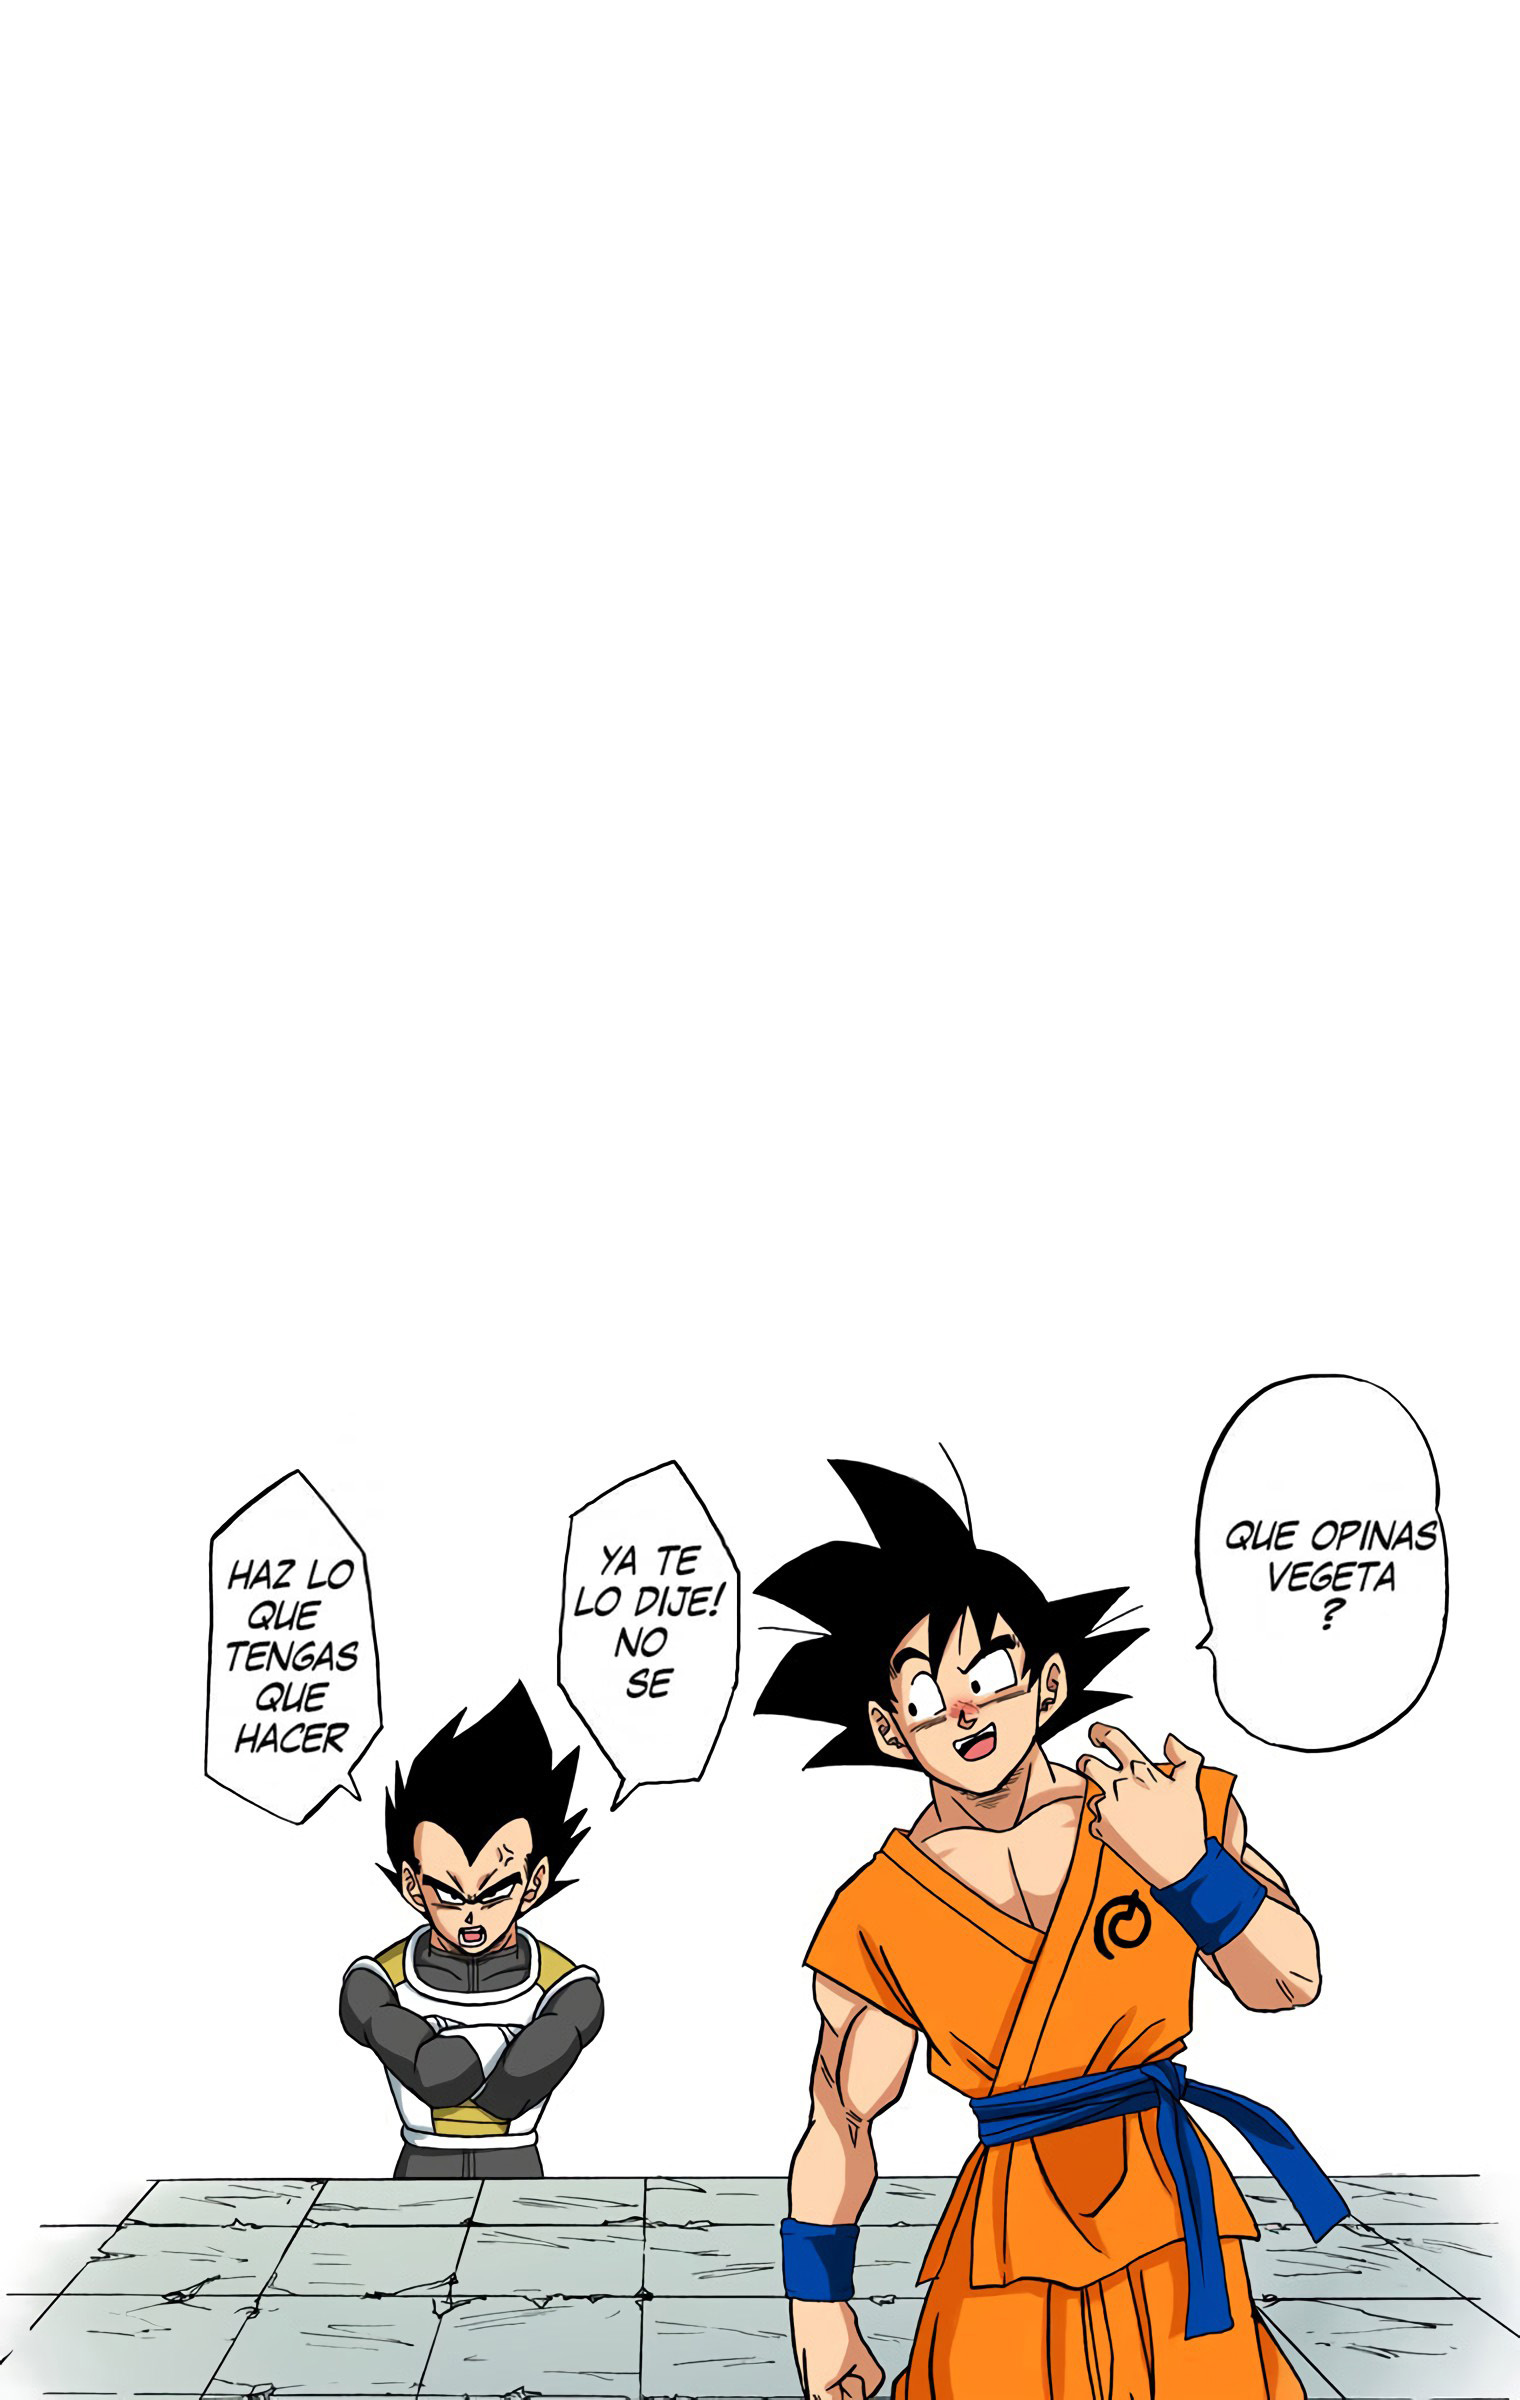 QUE OPINAS
VEGETA
?
YA TE
LO DIJE!
NO
SE
HAZ LO
QUE
TENGAS
QUE
HACER